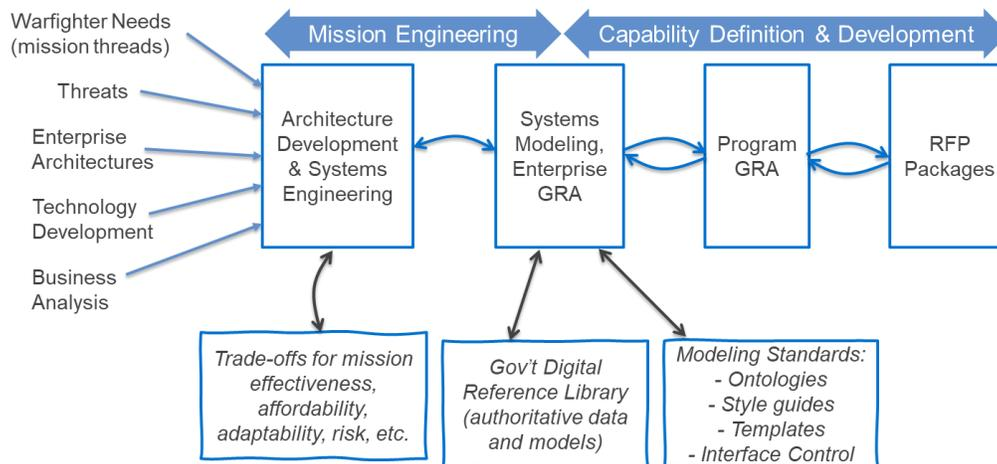 Warfighter Needs
(mission threads)
Threats
Enterprise
Architectures
Technology
Development
Business
Analysis
Mission Engineering
Capability Definition & Development
Architecture
Development
& Systems
Engineering
Systems
Modeling,
Enterprise
GRA
Program
GRA
RFP
Packages
Trade-offs for mission
effectiveness,
affordability,
adaptability, risk, etc.
Gov't Digital
Reference Library
(authoritative data
and models)
Modeling Standards:
- Ontologies
- Style guides
- Templates
- Interface Control